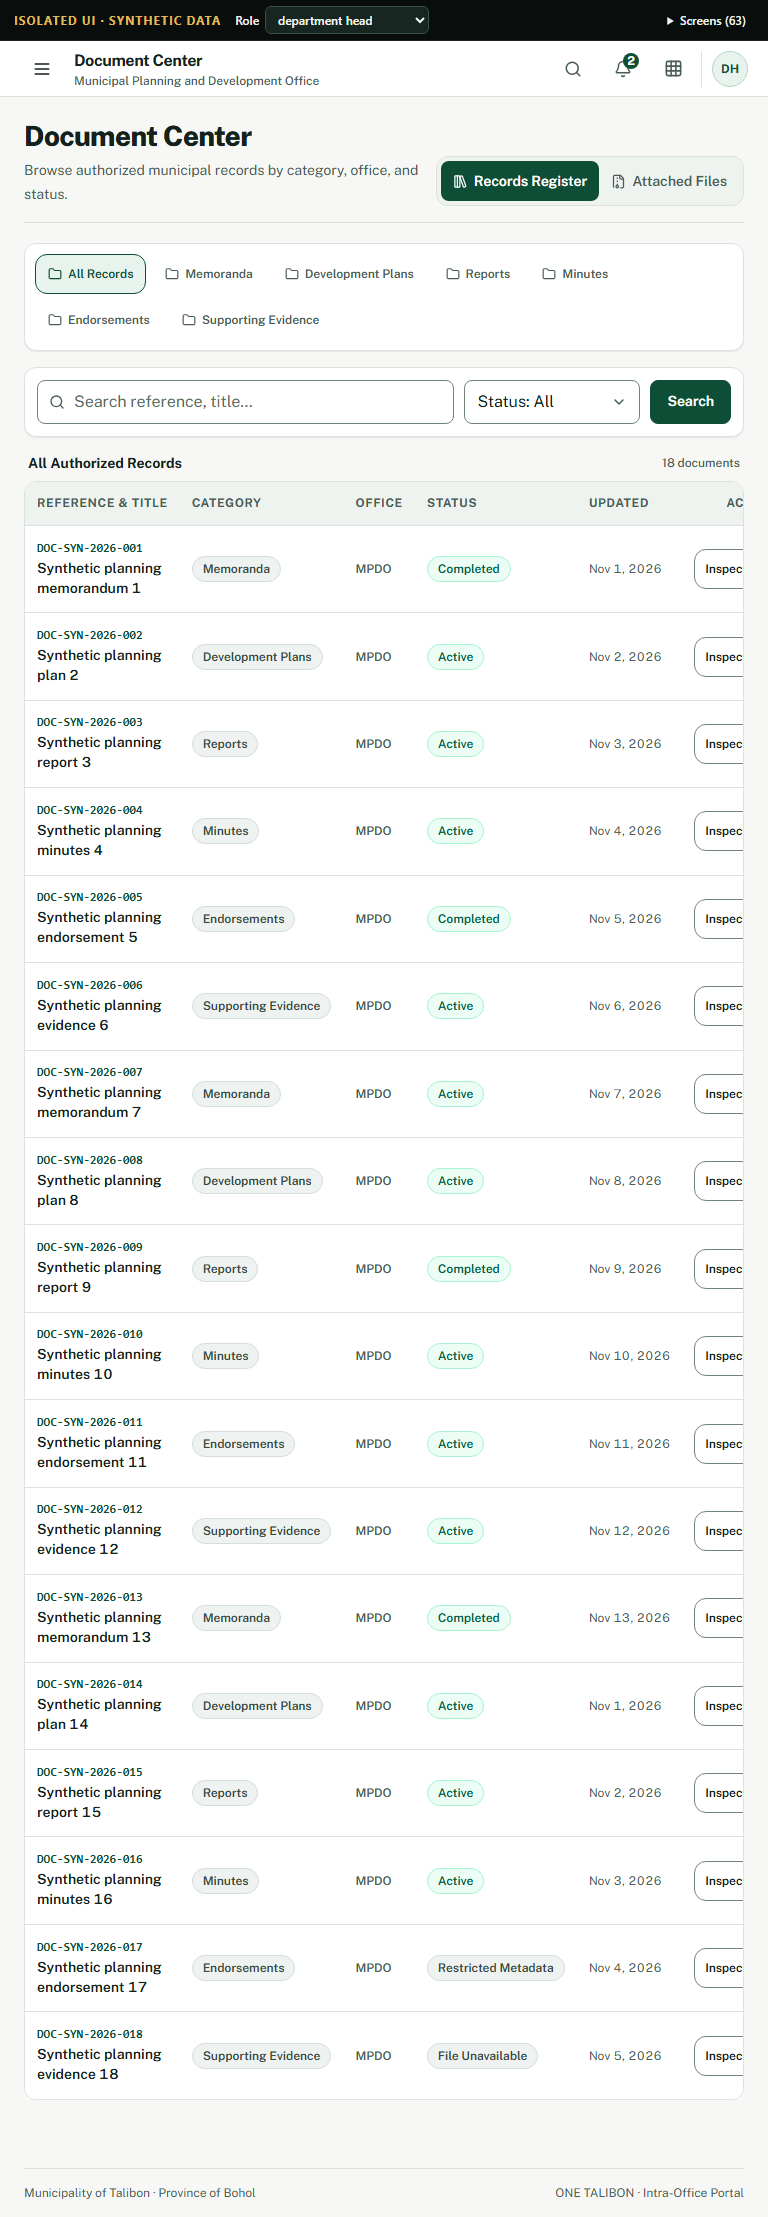 ISOLATED UI · SYNTHETIC DATA Role department head Screens (63)
Document Center
Municipal Planning and Development Office
2
DH
Document Center
Browse authorized municipal records by category, office, and
status.
Records Register Attached Files
All Records Memoranda Development Plans Reports Minutes
Endorsements Supporting Evidence
Search reference, title... Status: All Search
All Authorized Records 18 documents
REFERENCE & TITLE CATEGORY OFFICE STATUS UPDATED AC
DOC-SYN-2026-001
Synthetic planning
memorandum 1
Memoranda MPDO Completed Nov 1, 2026 Inspec
DOC-SYN-2026-002
Synthetic planning
plan 2
Development Plans MPDO Active Nov 2, 2026 Inspec
DOC-SYN-2026-003
Synthetic planning
report 3
Reports MPDO Active Nov 3, 2026 Inspec
DOC-SYN-2026-004
Synthetic planning
minutes 4
Minutes MPDO Active Nov 4, 2026 Inspec
DOC-SYN-2026-005
Synthetic planning
endorsement 5
Endorsements MPDO Completed Nov 5, 2026 Inspec
DOC-SYN-2026-006
Synthetic planning
evidence 6
Supporting Evidence MPDO Active Nov 6, 2026 Inspec
DOC-SYN-2026-007
Synthetic planning
memorandum 7
Memoranda MPDO Active Nov 7, 2026 Inspec
DOC-SYN-2026-008
Synthetic planning
plan 8
Development Plans MPDO Active Nov 8, 2026 Inspec
DOC-SYN-2026-009
Synthetic planning
report 9
Reports MPDO Completed Nov 9, 2026 Inspec
DOC-SYN-2026-010
Synthetic planning
minutes 10
Minutes MPDO Active Nov 10, 2026 Inspec
DOC-SYN-2026-011
Synthetic planning
endorsement 11
Endorsements MPDO Active Nov 11, 2026 Inspec
DOC-SYN-2026-012
Synthetic planning
evidence 12
Supporting Evidence MPDO Active Nov 12, 2026 Inspec
DOC-SYN-2026-013
Synthetic planning
memorandum 13
Memoranda MPDO Completed Nov 13, 2026 Inspec
DOC-SYN-2026-014
Synthetic planning
plan 14
Development Plans MPDO Active Nov 1, 2026 Inspec
DOC-SYN-2026-015
Synthetic planning
report 15
Reports MPDO Active Nov 2, 2026 Inspec
DOC-SYN-2026-016
Synthetic planning
minutes 16
Minutes MPDO Active Nov 3, 2026 Inspec
DOC-SYN-2026-017
Synthetic planning
endorsement 17
Endorsements MPDO Restricted Metadata Nov 4, 2026 Inspec
DOC-SYN-2026-018
Synthetic planning
evidence 18
Supporting Evidence MPDO File Unavailable Nov 5, 2026 Inspec
Municipality of Talibon · Province of Bohol ONE TALIBON · Intra-Office Portal